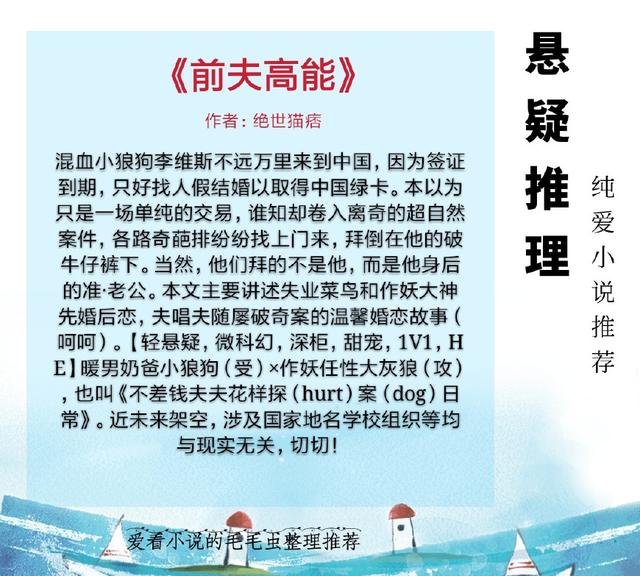 《前夫高能》
作者：绝世猫痞
混血小狼狗李维斯不远万里来到中国，因为签证
到期，只好找人假结婚以取得中国绿卡。本以为
只是一场单纯的交易，谁知却卷入离奇的超自然
案件，各路奇葩排纷纷找上门来，拜倒在他的破
牛仔裤下。当然，他们拜的不是他，而是他身后
的准·老公。本文主要讲述失业菜鸟和作妖大神
先婚后恋，夫唱夫随屡破奇案的温馨婚恋故事（
呵呵）。【轻悬疑，微科幻，深柜，甜宠，1V1，H
E】暖男奶爸小狼狗（受）×作妖任性大灰狼（攻）
，也叫《不差钱夫夫花样探（hurt）案（dog）日
常》。近未来架空，涉及国家地名学校组织等均
与现实无关，切切！
悬疑推理
纯爱小说推荐
爱看小说的毛毛虫整理推荐